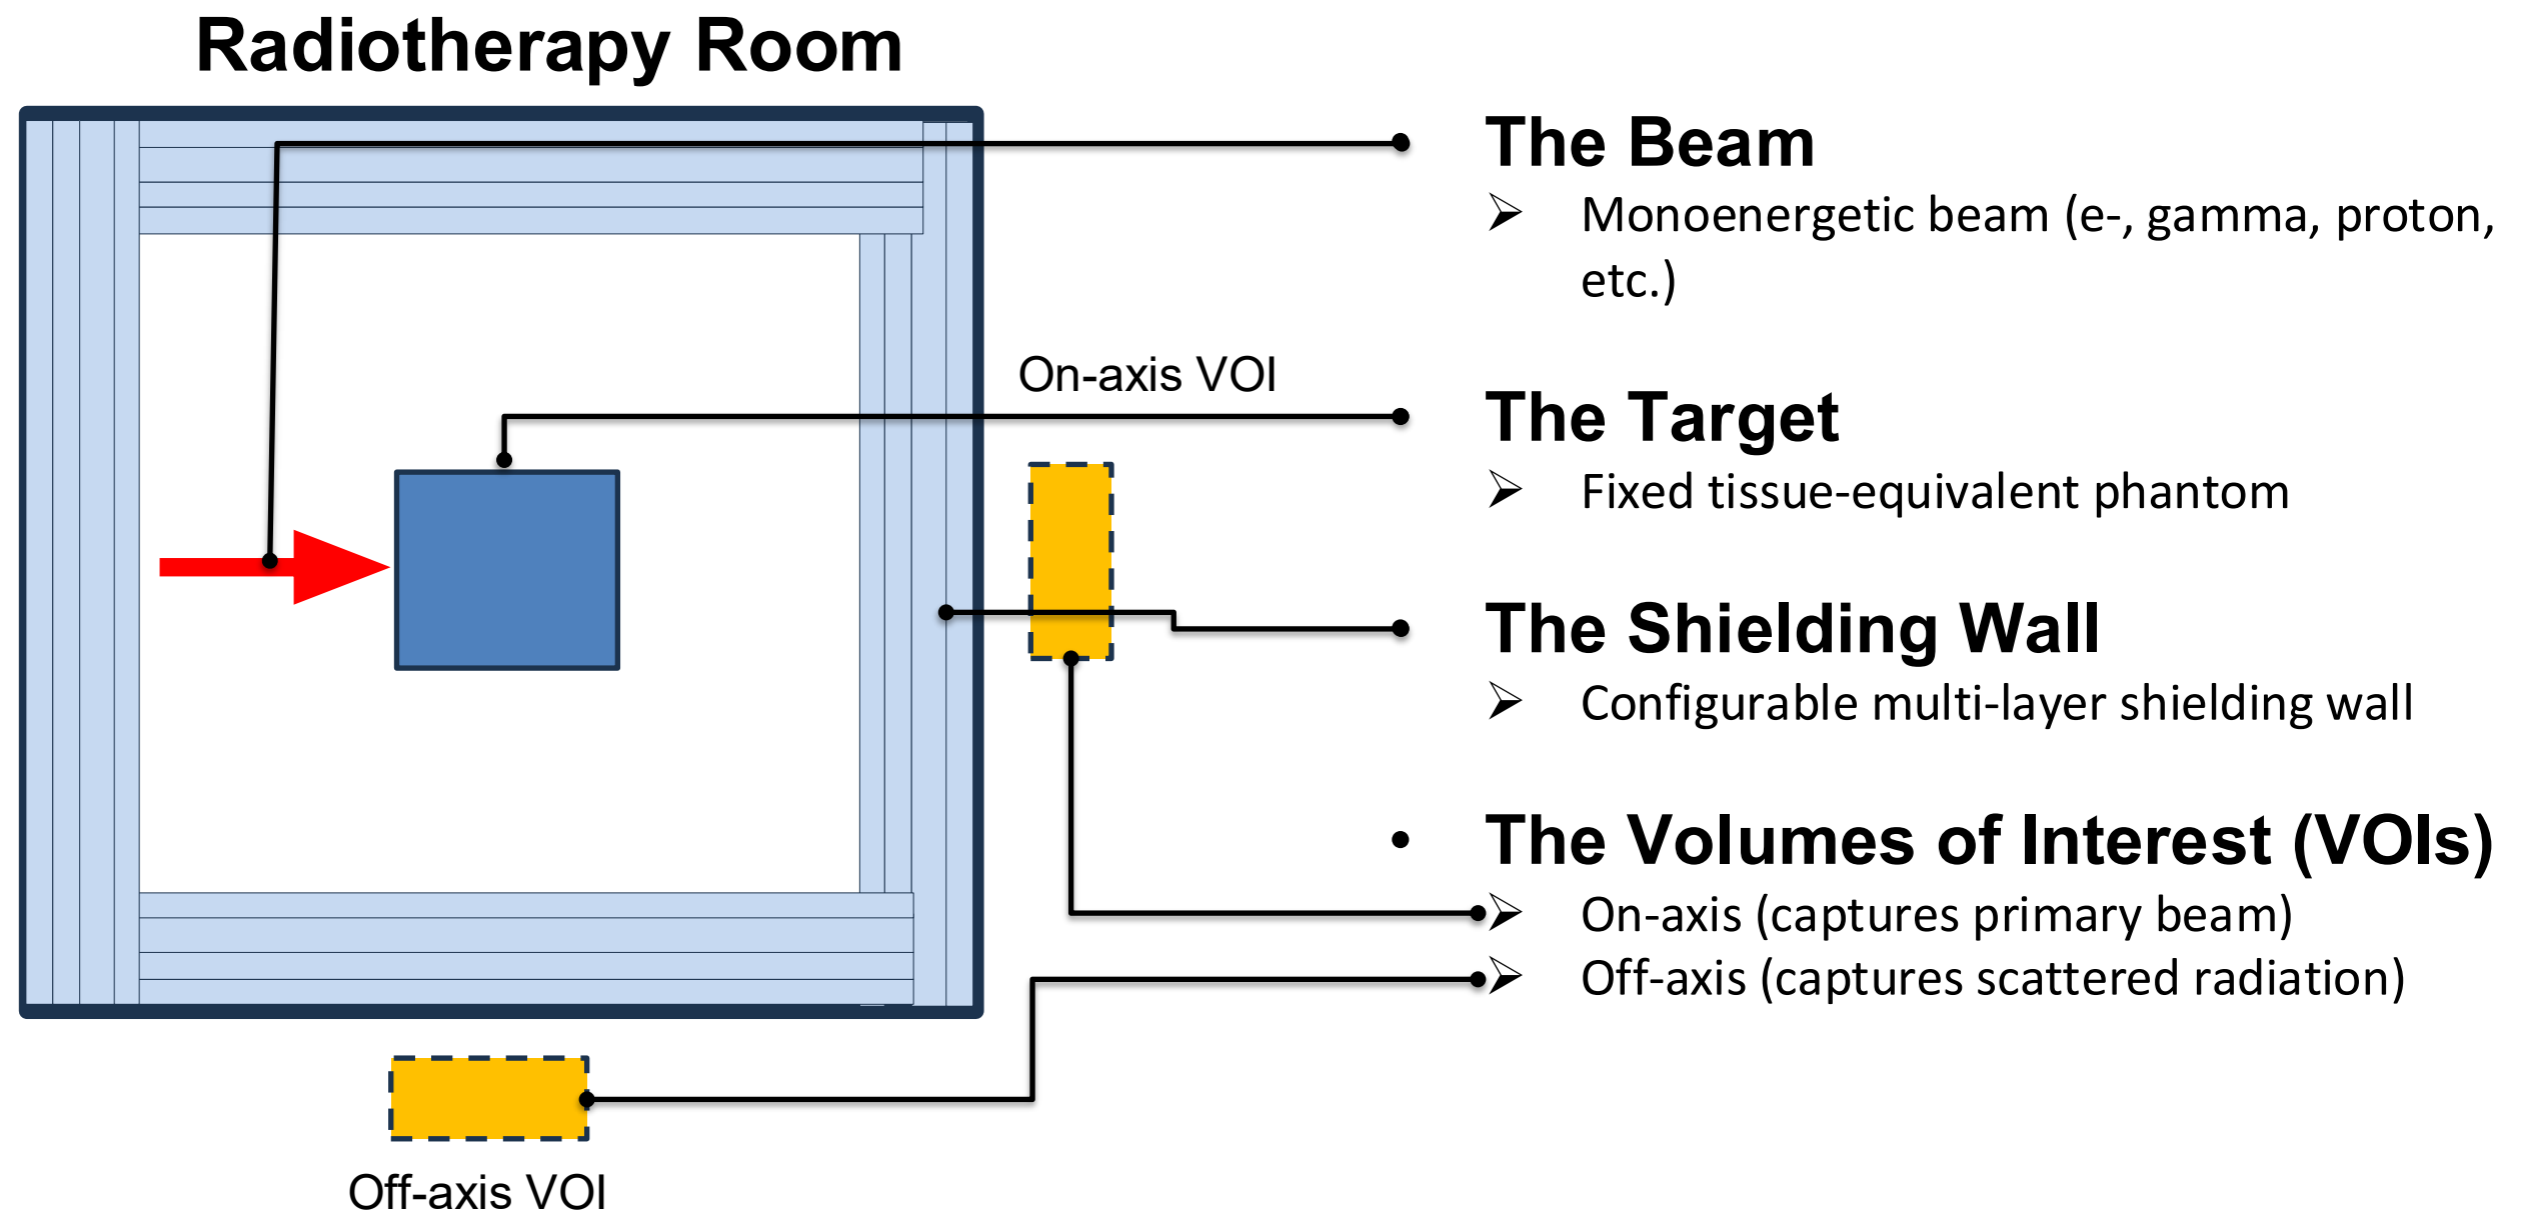 Radiotherapy Room
The Beam
Monoenergetic beam (e-, gamma, proton,
etc.)
On-axis VOI
The Target
Fixed tissue-equivalent phantom
The Shielding Wall
Configurable multi-layer shielding wall
• The Volumes of Interest (VOIs)
On-axis (captures primary beam)
Off-axis (captures scattered radiation)
Off-axis VOI